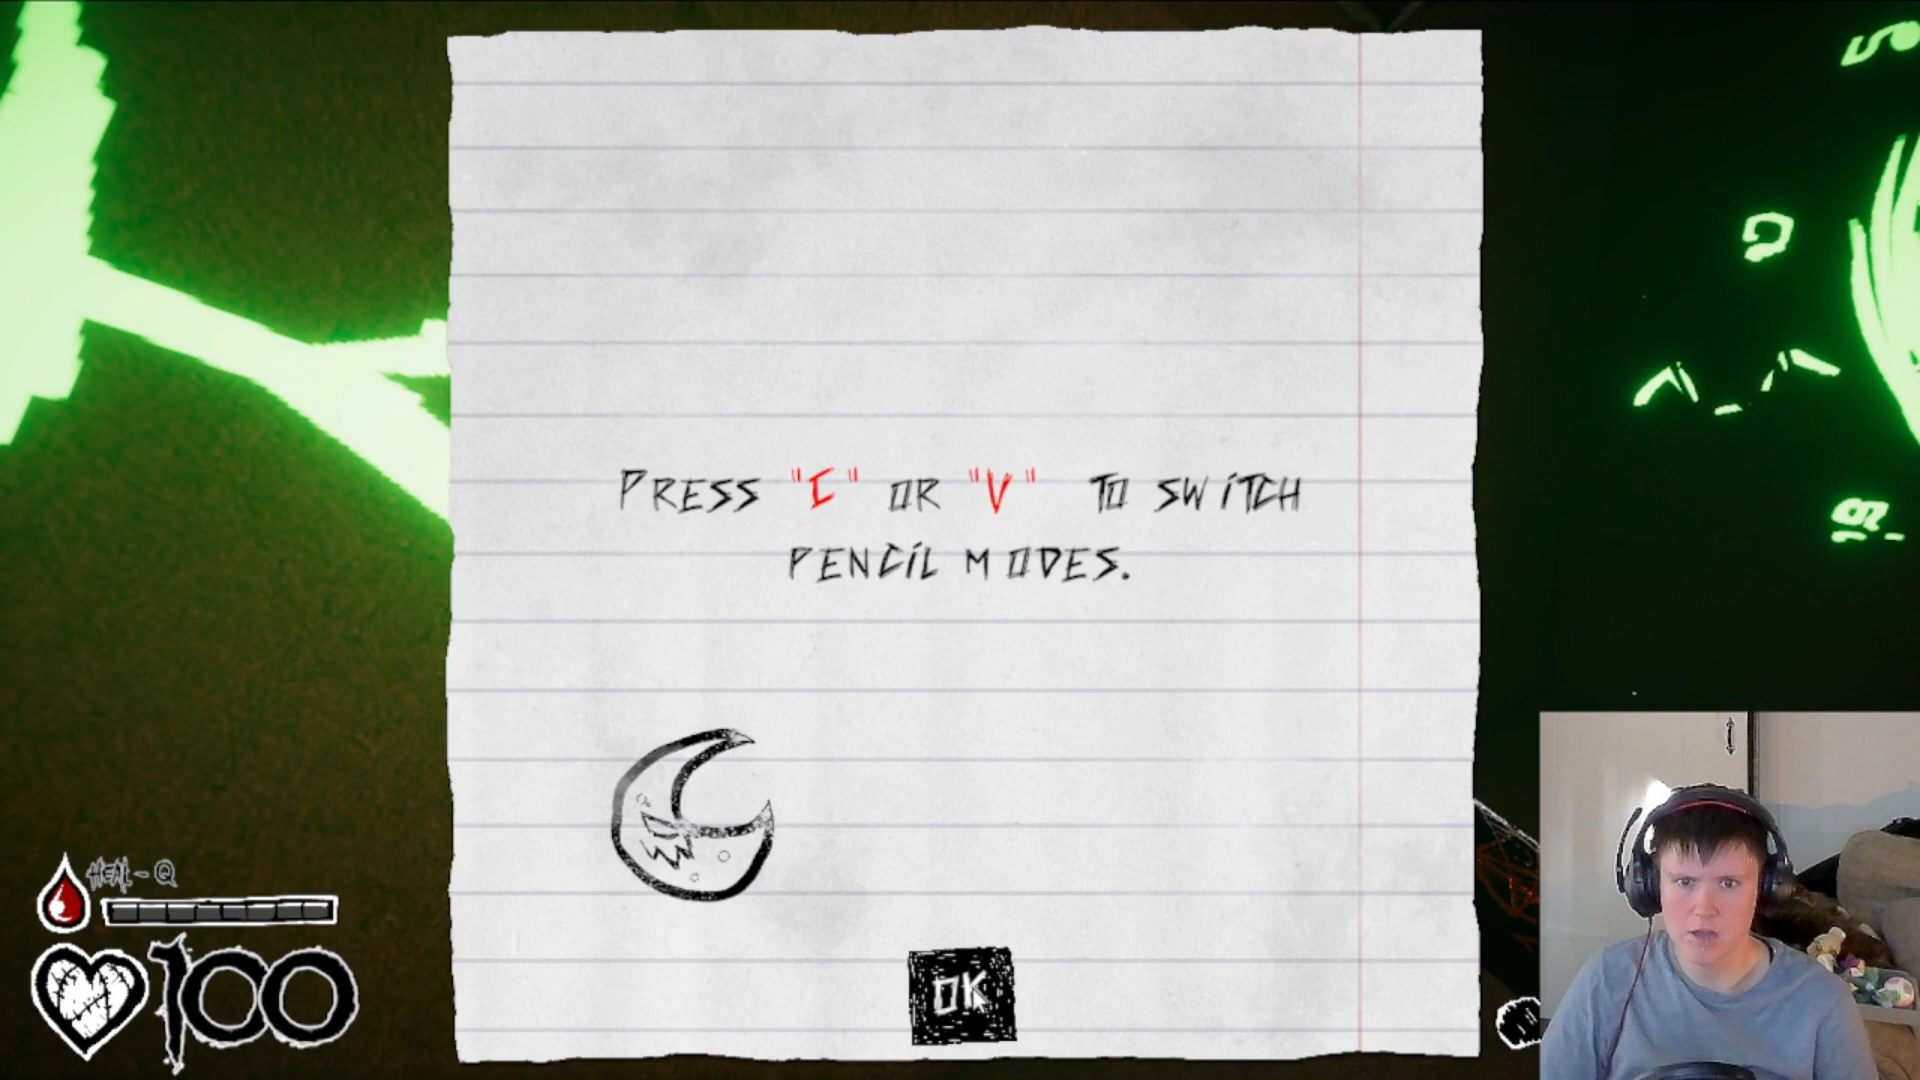 PRESS "C" OR "V" TO SWITCH
PENCIL MODES.
HEAL - Q
100
OK